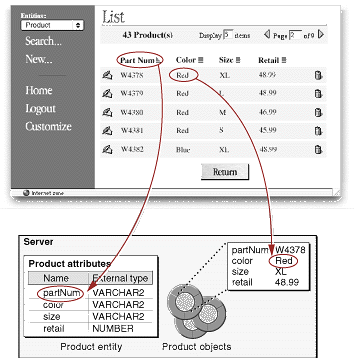 Entities:
Product
Search...
New...
Home
Logout
Customize
List
43 Product(s)
Display 5 items
Page 2 of 9
Part Num
Color
Size
Retail
W4378 Red XL 48.99
W4379 Red L 48.99
W4380 Red M 46.99
W4381 Red S 45.99
W4382 Blue XL 48.99
Return
Internet zone
Server
Product attributes
Name External type
partNum VARCHAR2
color VARCHAR2
size VARCHAR2
retail NUMBER
Product entity
partNum W4378
color Red
size XL
retail 48.99
Product objects